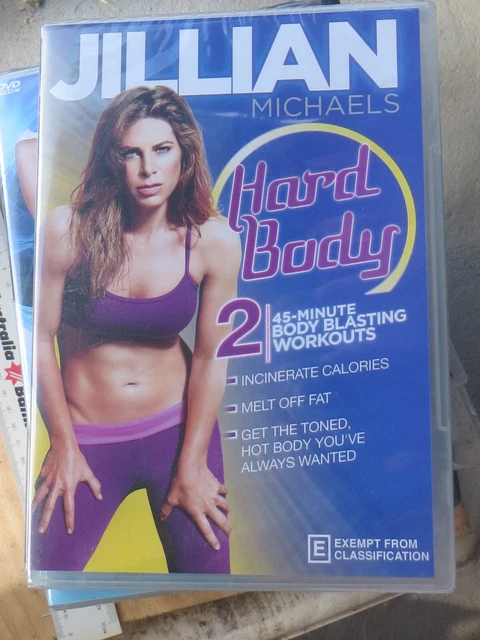 JILLIAN
MICHAELS
Hard
Body
2 45-MINUTE
BODY BLASTING
WORKOUTS
- INCINERATE CALORIES
- MELT OFF FAT
- GET THE TONED,
HOT BODY YOU'VE
ALWAYS WANTED
E EXEMPT FROM
CLASSIFICATION
DVD